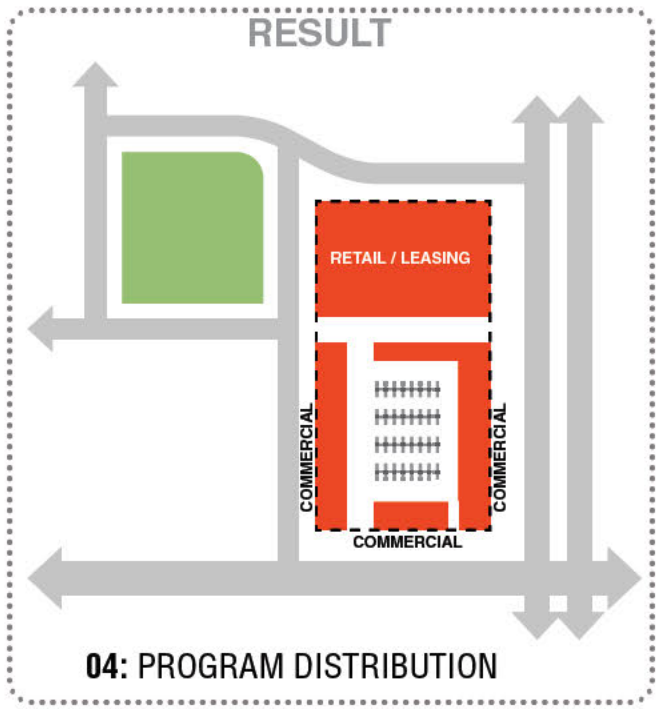 RESULT
RETAIL / LEASING
COMMERCIAL
COMMERCIAL
COMMERCIAL
04: PROGRAM DISTRIBUTION